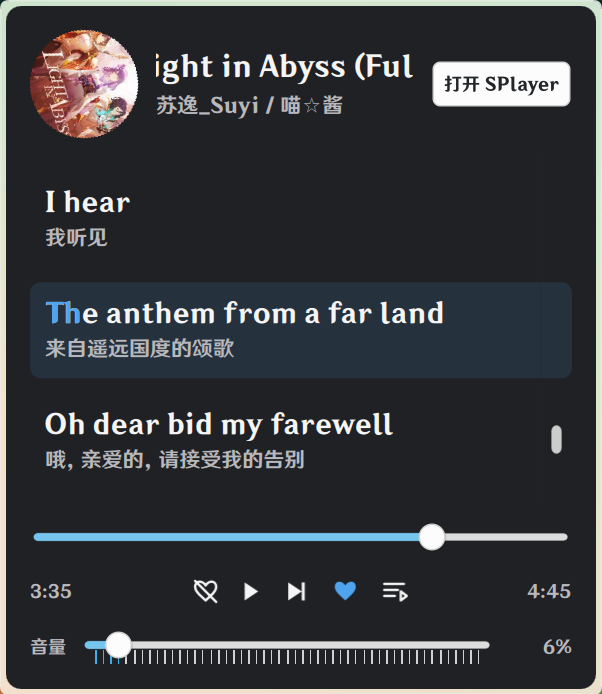 ight in Abyss (Ful
苏逸_Suyi / 喵☆酱
打开 SPlayer
LIGHT IN ABYSS
I hear
我听见
The anthem from a far land
来自遥远国度的颂歌
Oh dear bid my farewell
哦, 亲爱的, 请接受我的告别
3:35
4:45
音量
6%